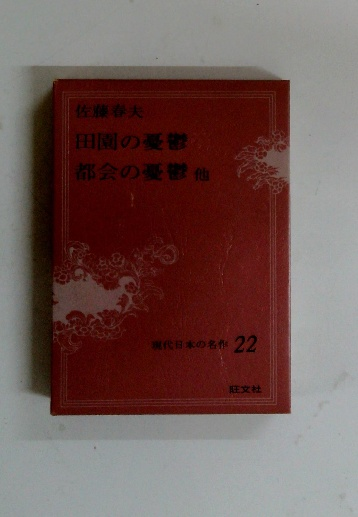 佐藤春夫
田園の憂鬱
都会の憂鬱 他
現代日本の名作 22
旺文社